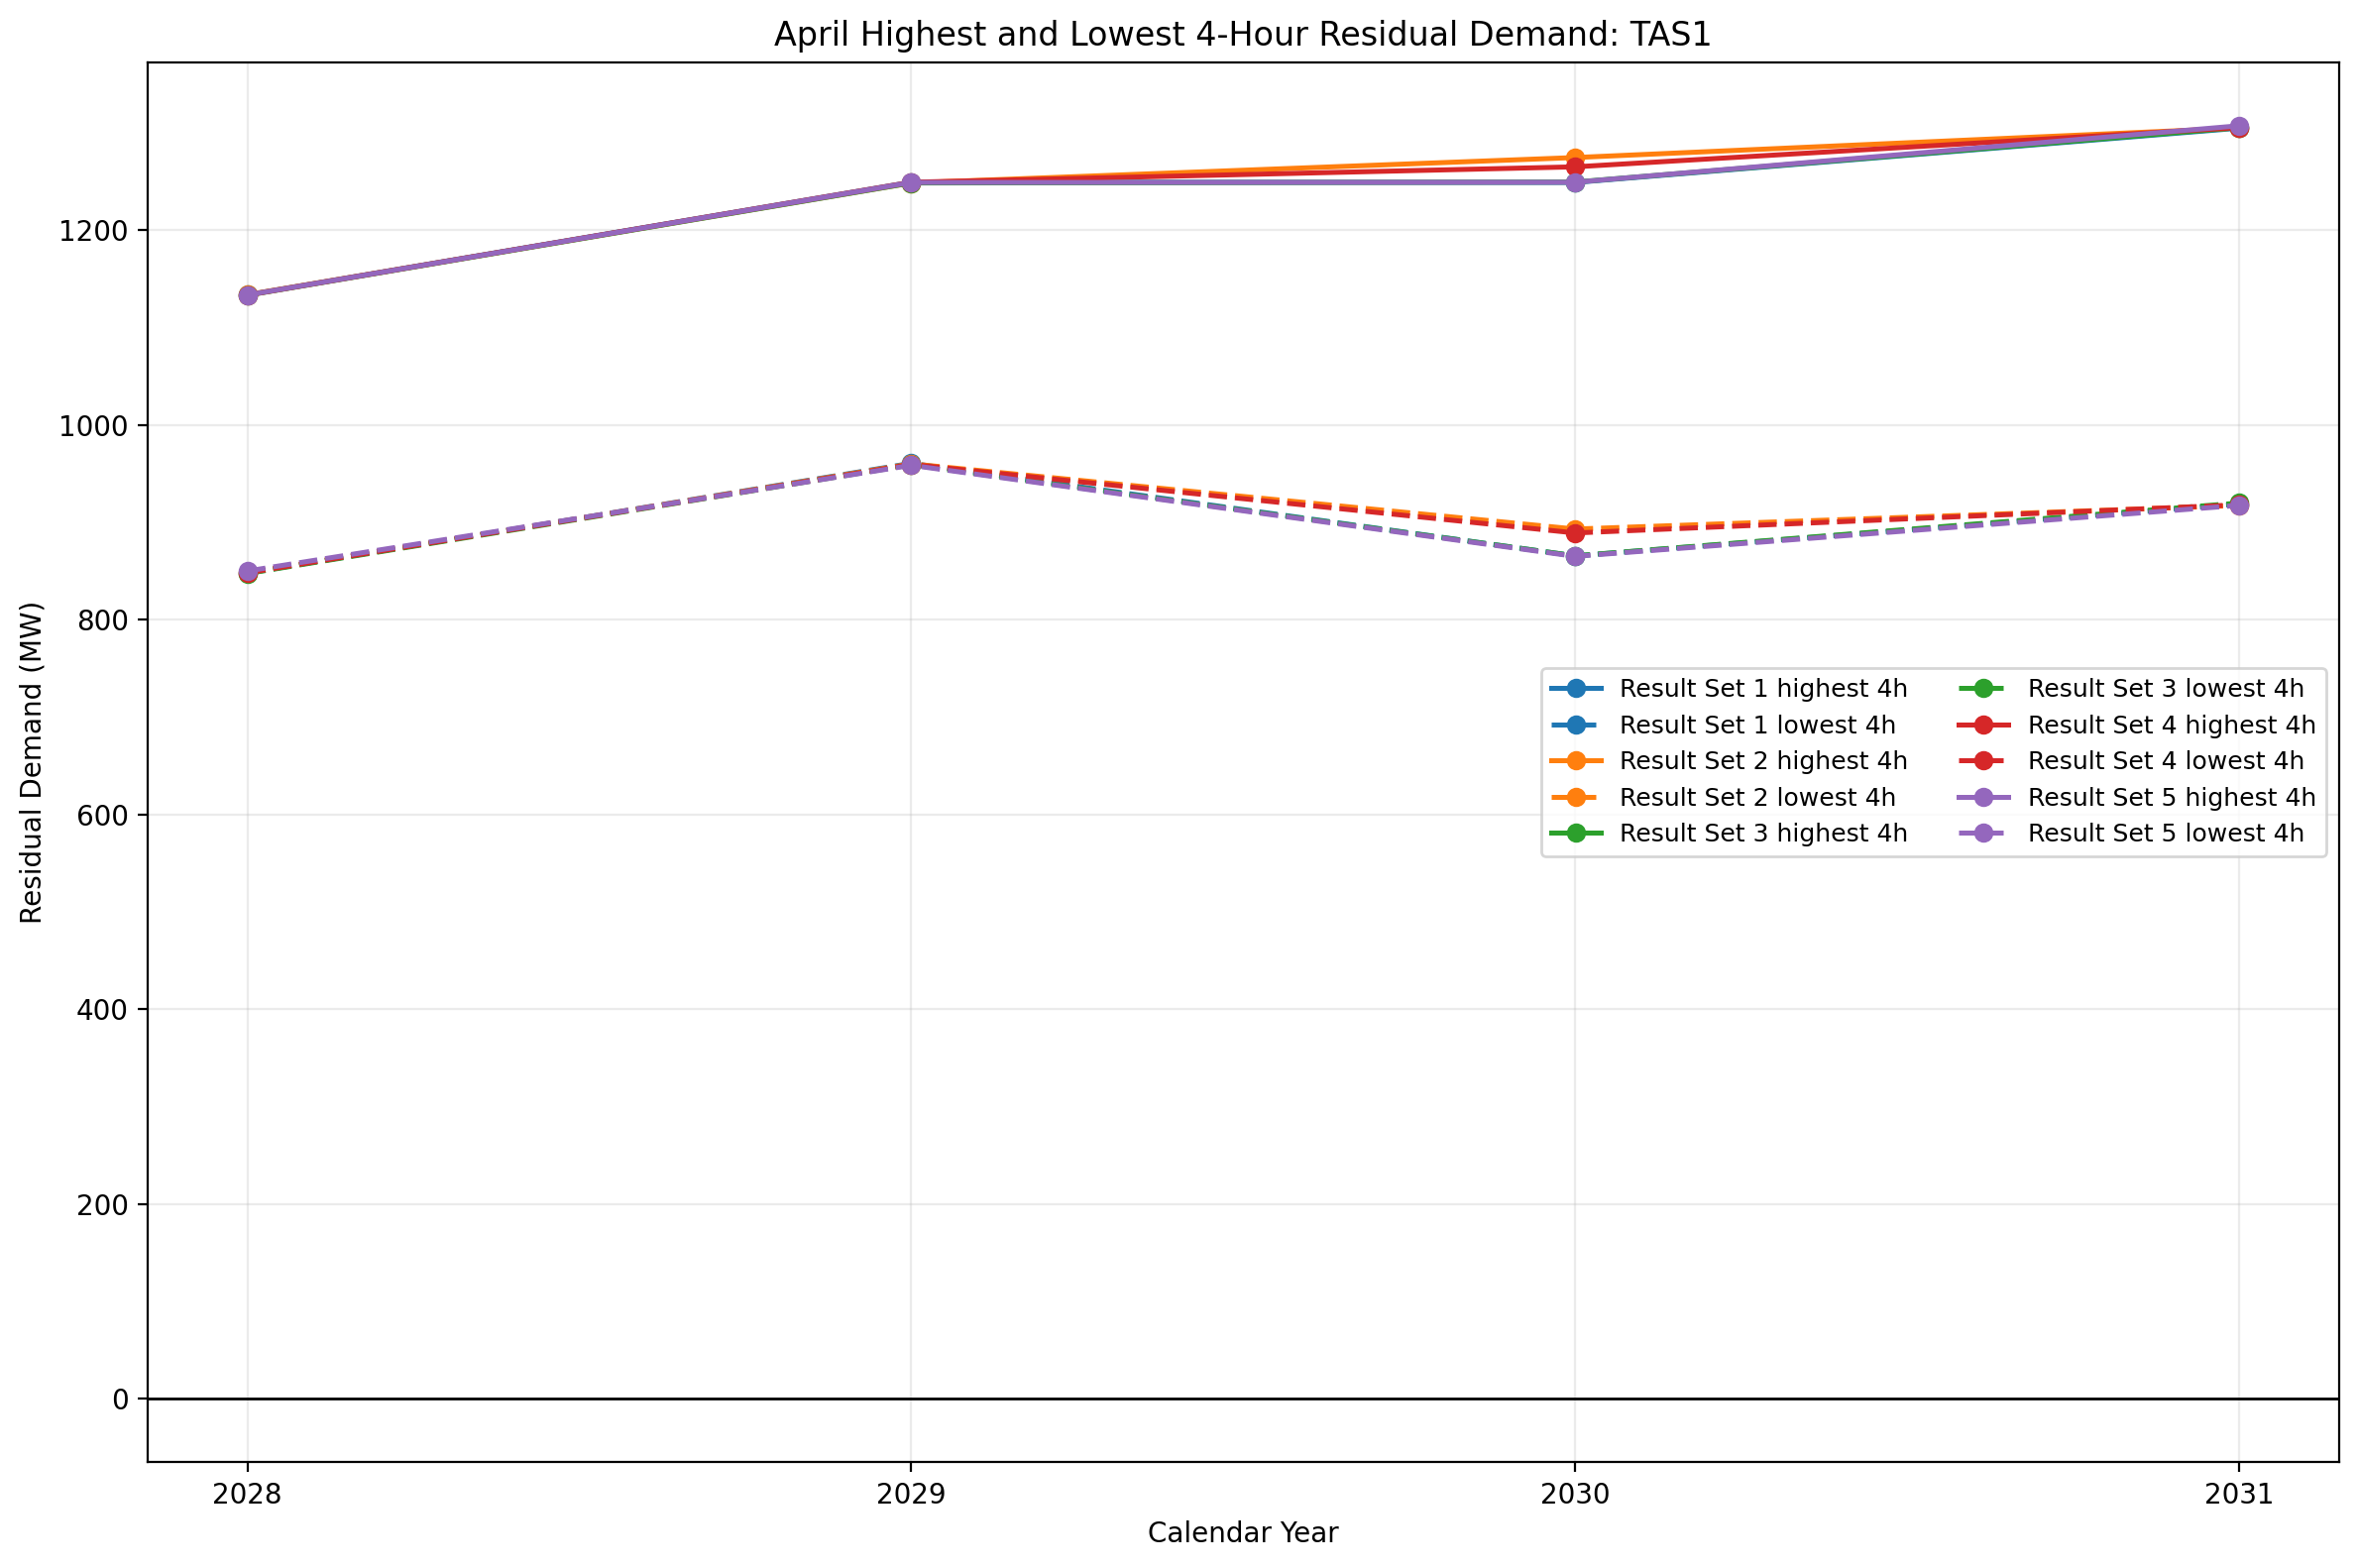 April Highest and Lowest 4-Hour Residual Demand: TAS1
Residual Demand (MW)
1200
1000
800
600
400
200
0
Result Set 1 highest 4h
Result Set 1 lowest 4h
Result Set 2 highest 4h
Result Set 2 lowest 4h
Result Set 3 highest 4h
Result Set 3 lowest 4h
Result Set 4 highest 4h
Result Set 4 lowest 4h
Result Set 5 highest 4h
Result Set 5 lowest 4h
2028 2029 2030 2031
Calendar Year